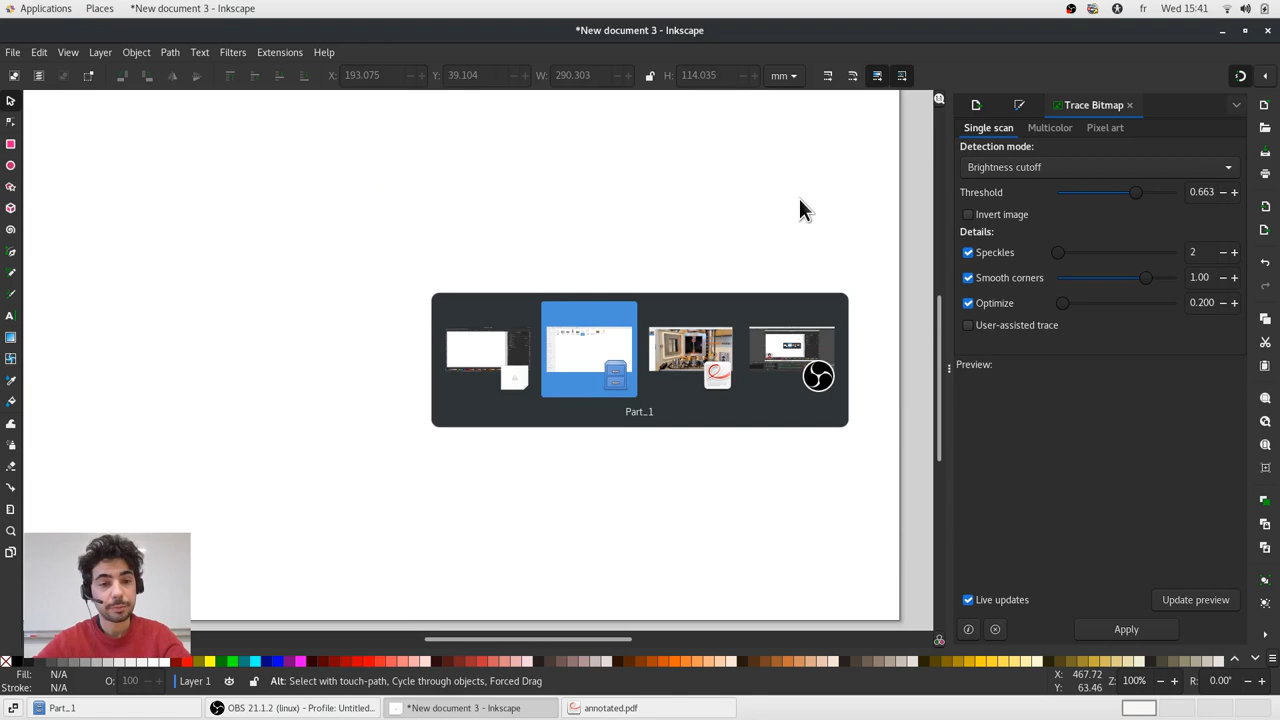 Applications Places *New document 3 - Inkscape fr Wed 15:41
*New document 3 - Inkscape
File Edit View Layer Object Path Text Filters Extensions Help
X: 193.075 Y: 39.104 W: 290.303 H: 114.035 mm
Trace Bitmap
Single scan Multicolor Pixel art
Detection mode:
Brightness cutoff
Threshold 0.663
Invert image
Details:
Speckles 2
Smooth corners 1.00
Optimize 0.200
User-assisted trace
Preview:
Part_1
Live updates Update preview
Apply
Fill: N/A
Stroke: N/A
O: 100 Layer 1 Alt: Select with touch-path, Cycle through objects, Forced Drag
X: 467.72
Y: 63.46
Z: 100% R: 0.00°
Part_1 OBS 21.1.2 (linux) - Profile: Untitled... *New document 3 - Inkscape annotated.pdf